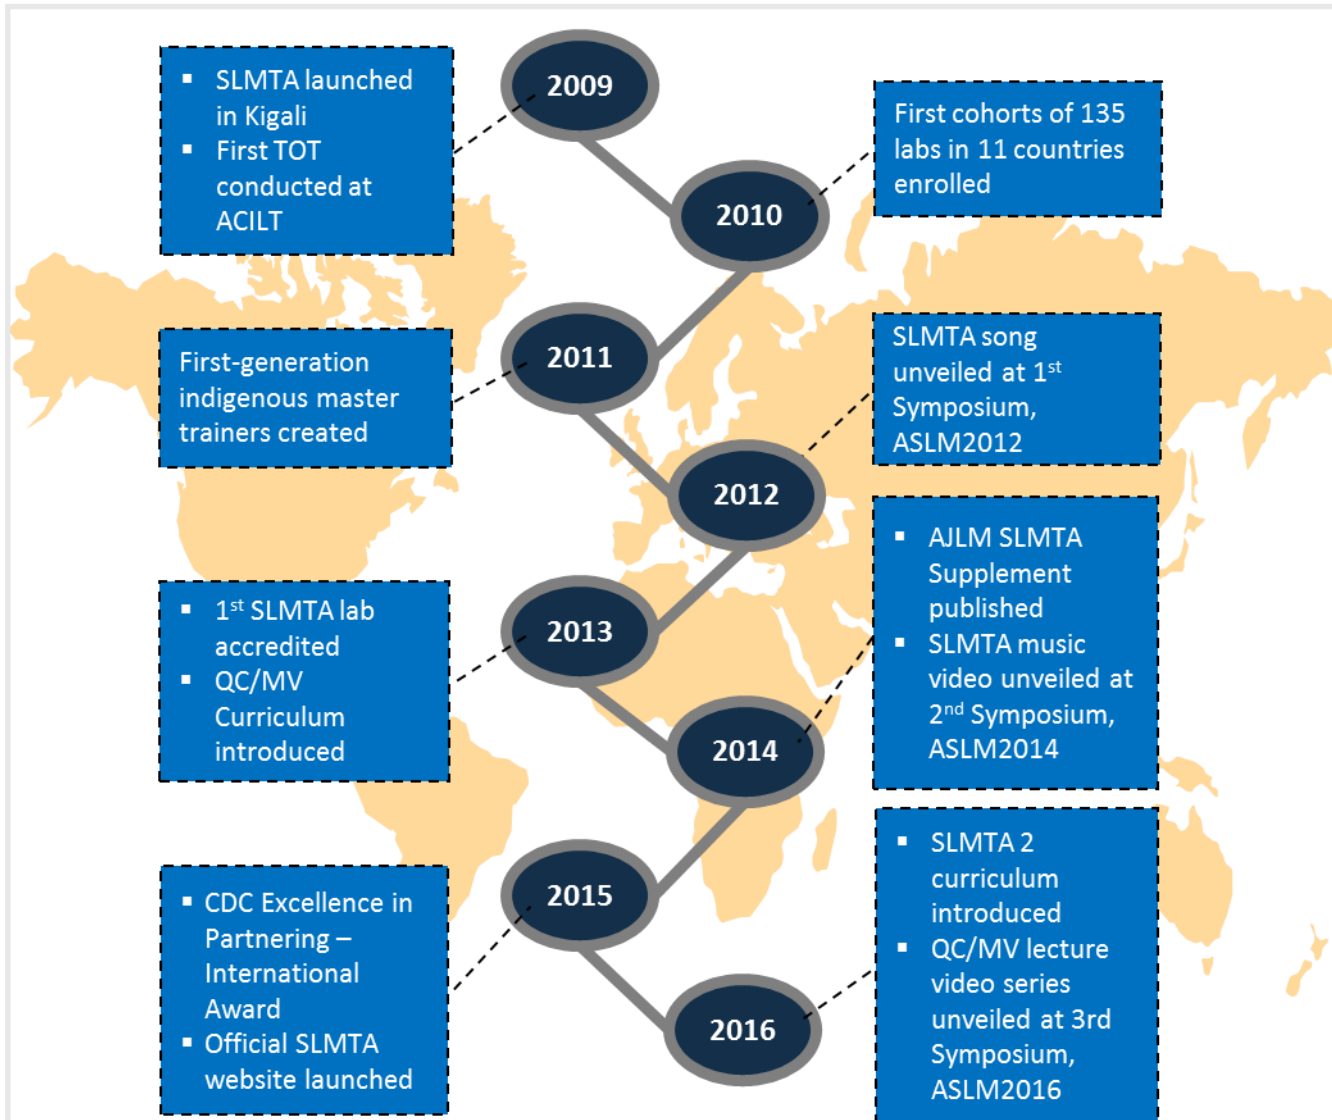 2009
▪ SLMTA launched
in Kigali
▪ First TOT
conducted at
ACILT
2010
First cohorts of 135
labs in 11 countries
enrolled
2011
First-generation
indigenous master
trainers created
2012
SLMTA song
unveiled at 1st
Symposium,
ASLM2012
2013
▪ 1st SLMTA lab
accredited
▪ QC/MV
Curriculum
introduced
2014
▪ AJLM SLMTA
Supplement
published
▪ SLMTA music
video unveiled at
2nd Symposium,
ASLM2014
2015
▪ CDC Excellence in
Partnering –
International
Award
▪ Official SLMTA
website launched
2016
▪ SLMTA 2
curriculum
introduced
▪ QC/MV lecture
video series
unveiled at 3rd
Symposium,
ASLM2016